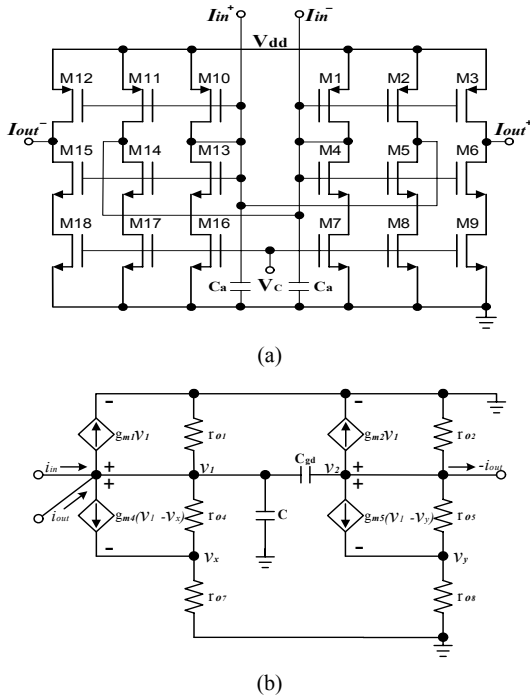 Iin+ Iin-
Vdd
M12 M11 M10 M1 M2 M3
Iout- Iout+
M15 M14 M13 M4 M5 M6
M18 M17 M16 M7 M8 M9
Ca VC Ca
(a)
gm1v1 ro1 gm2v1 ro2
Cgd
iin v1 v2 -iout
iout gm4(v1 -vx) ro4 C gm5(v1 -vy) ro5
vx vy
ro7 ro8
(b)